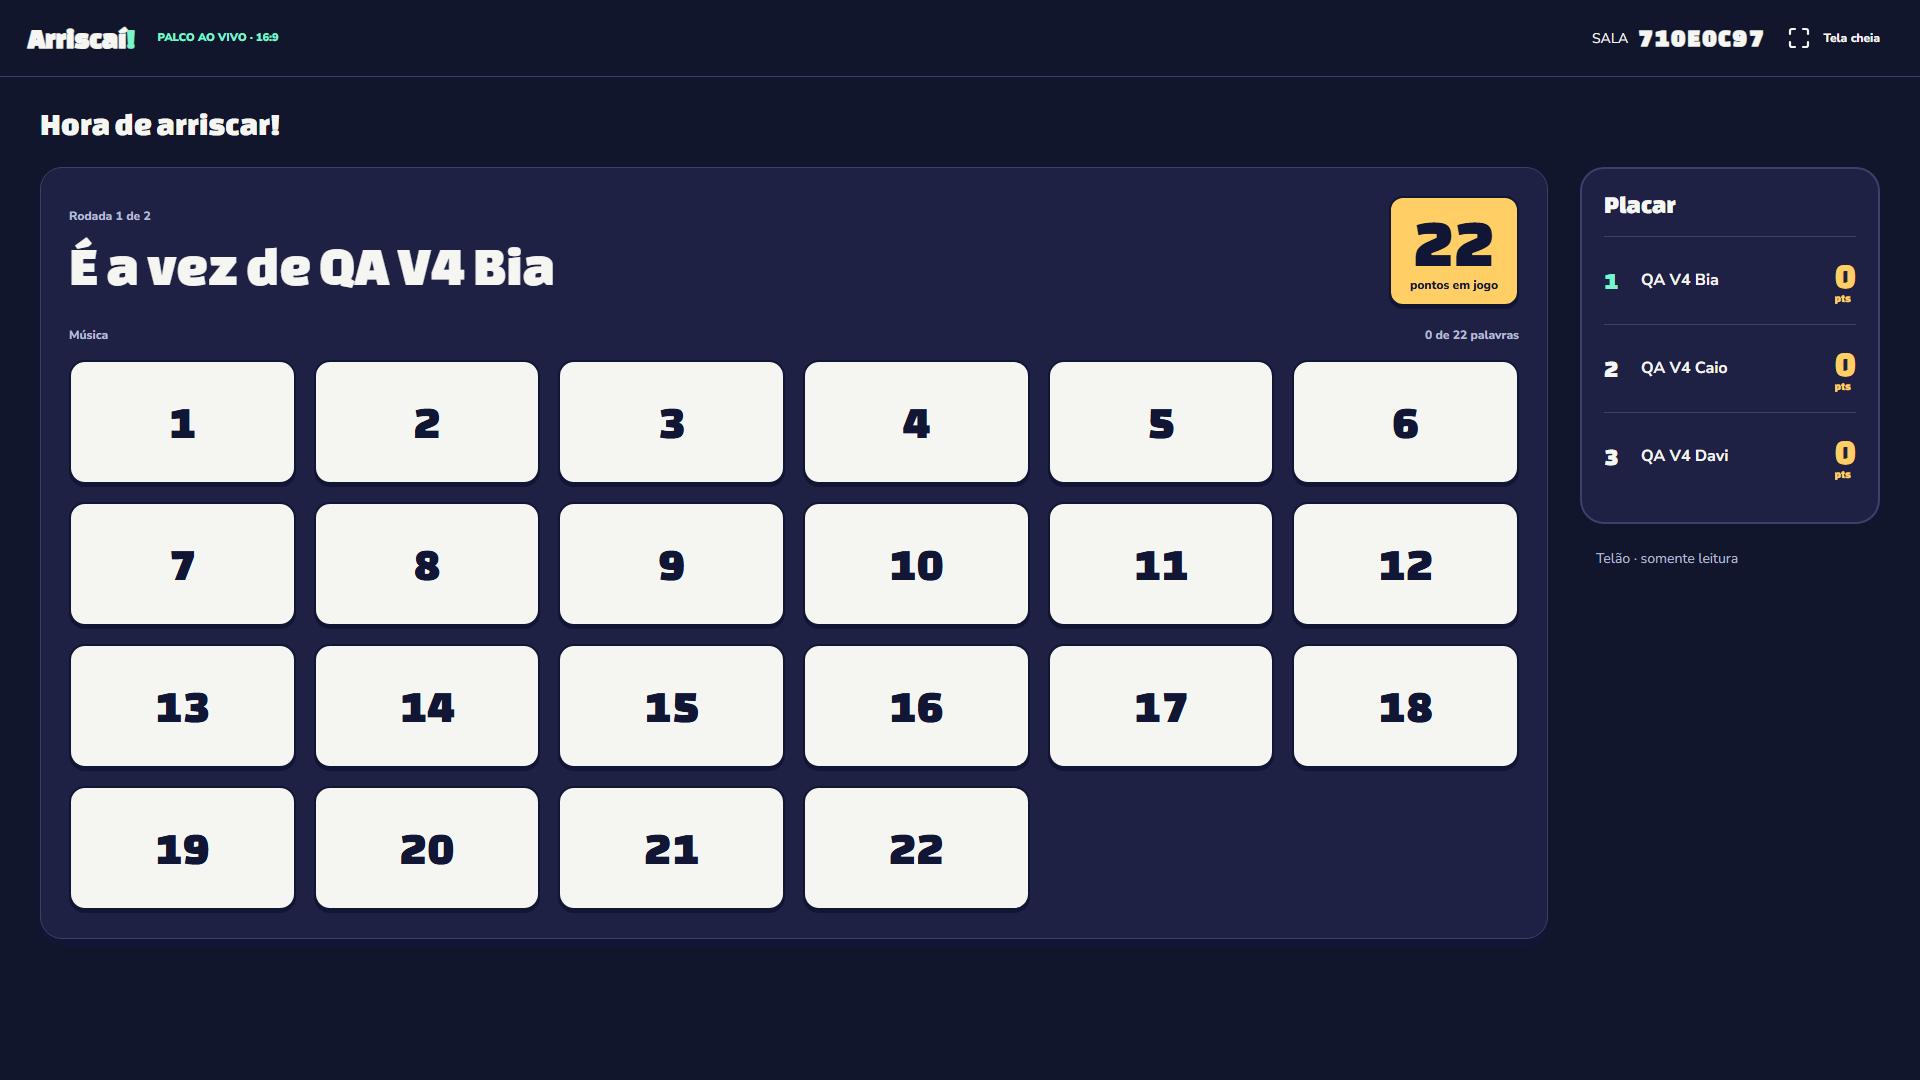 Arriscaí!
PALCO AO VIVO · 16:9
SALA 710E0C97
Tela cheia
Hora de arriscar!
Rodada 1 de 2
É a vez de QA V4 Bia
22
pontos em jogo
Música
0 de 22 palavras
1 2 3 4 5 6
7 8 9 10 11 12
13 14 15 16 17 18
19 20 21 22
Placar
1 QA V4 Bia 0
pts
2 QA V4 Caio 0
pts
3 QA V4 Davi 0
pts
Telão · somente leitura